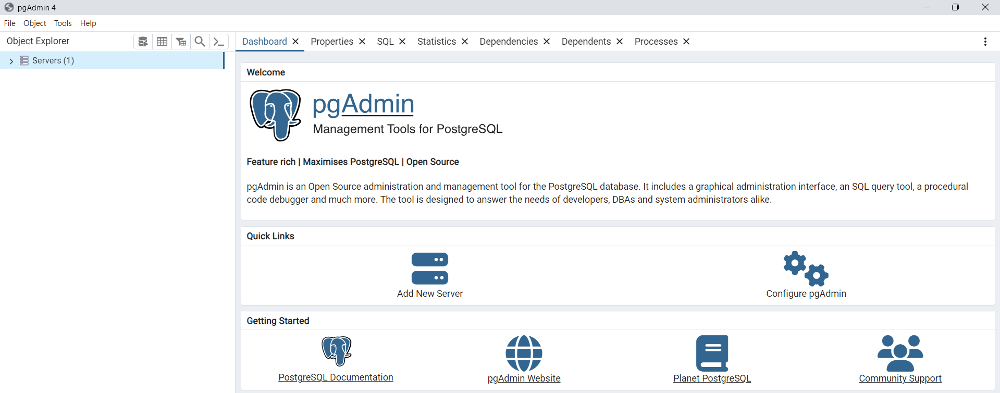 pgAdmin 4
File Object Tools Help
Object Explorer
Dashboard Properties SQL Statistics Dependencies Dependents Processes
Servers (1)
Welcome
pgAdmin
Management Tools for PostgreSQL
Feature rich | Maximises PostgreSQL | Open Source
pgAdmin is an Open Source administration and management tool for the PostgreSQL database. It includes a graphical administration interface, an SQL query tool, a procedural
code debugger and much more. The tool is designed to answer the needs of developers, DBAs and system administrators alike.
Quick Links
Add New Server
Configure pgAdmin
Getting Started
PostgreSQL Documentation
pgAdmin Website
Planet PostgreSQL
Community Support